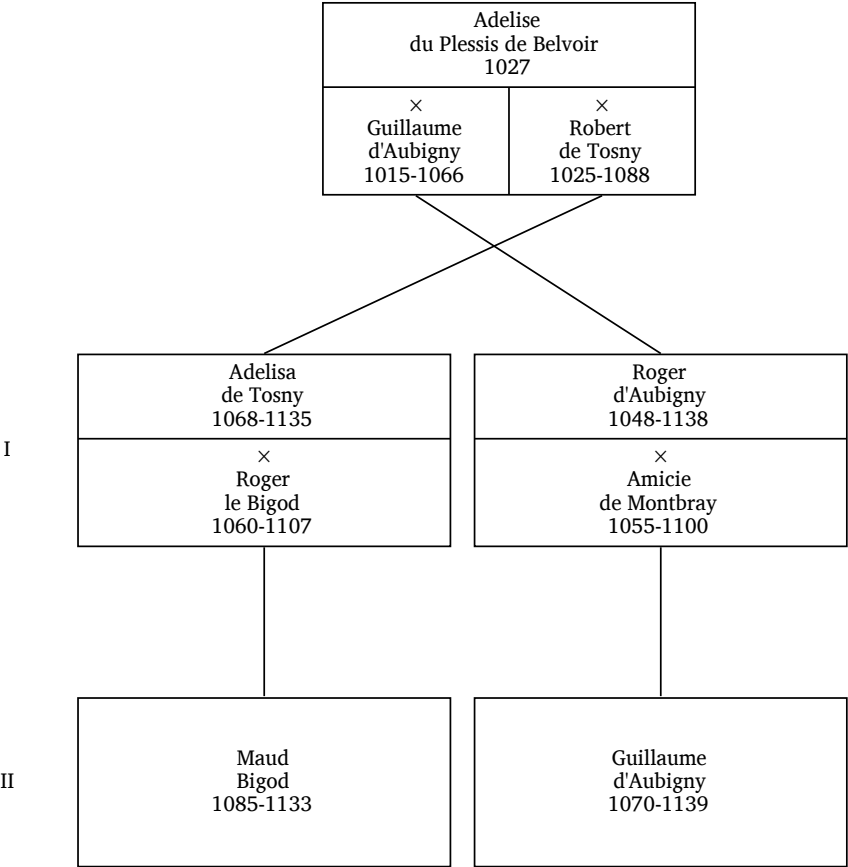 Adelise
du Plessis de Belvoir
1027
×
Guillaume
d'Aubigny
1015-1066
×
Robert
de Tosny
1025-1088
I
Adelisa
de Tosny
1068-1135
×
Roger
le Bigod
1060-1107
Roger
d'Aubigny
1048-1138
×
Amicie
de Montbray
1055-1100
II
Maud
Bigod
1085-1133
Guillaume
d'Aubigny
1070-1139